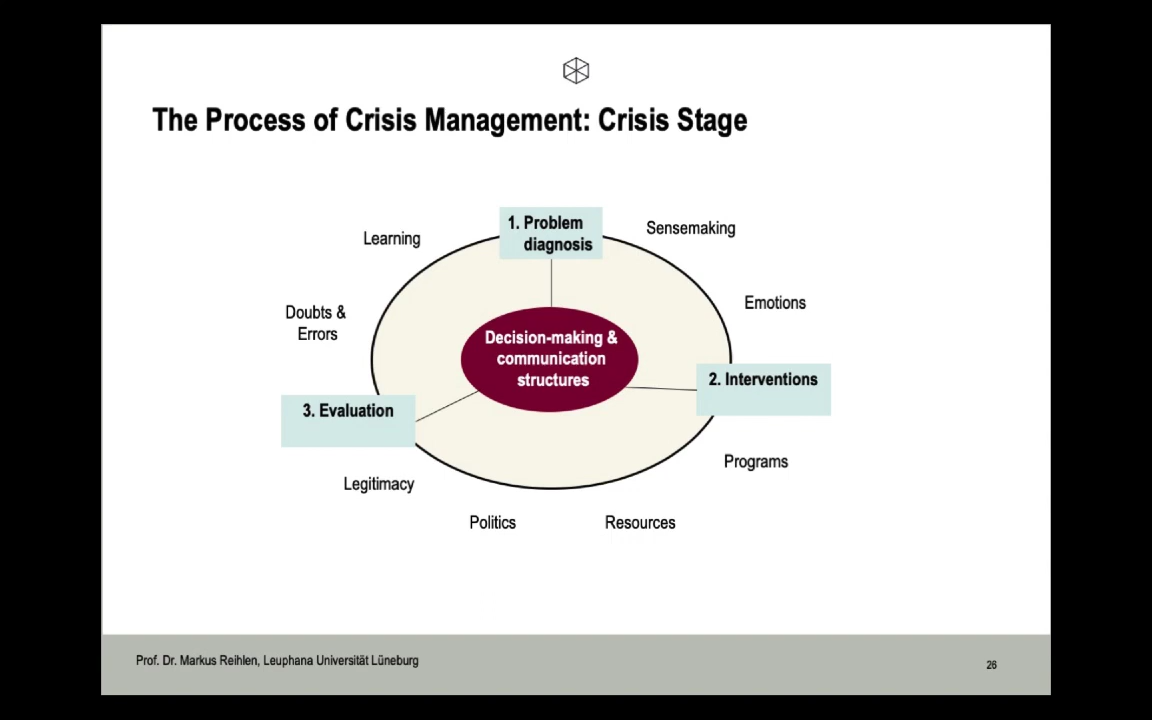 The Process of Crisis Management: Crisis Stage
1. Problem
diagnosis
Sensemaking
Learning
Emotions
Doubts &
Errors
Decision-making &
communication
structures
2. Interventions
3. Evaluation
Programs
Legitimacy
Politics
Resources
Prof. Dr. Markus Reihlen, Leuphana Universität Lüneburg
26